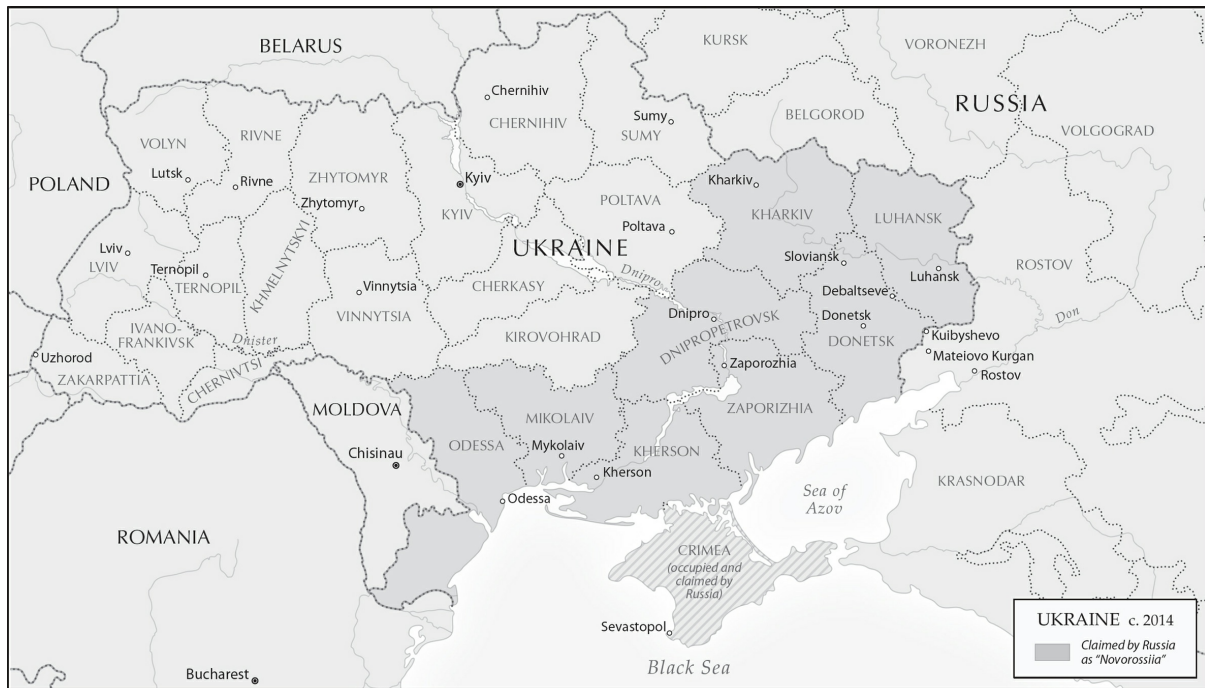 BELARUS
KURSK
VORONEZH
RUSSIA
Chernihiv
CHERNIHIV
Sumy
SUMY
BELGOROD
VOLGOGRAD
VOLYN
RIVNE
Lutsk
Rivne
ZHYTOMYR
Zhytomyr
Kyiv
KYIV
POLAND
POLTAVA
Poltava
Kharkiv
KHARKIV
LUHANSK
Lviv
LVIV
Ternopil
TERNOPIL
KHMELNYTSKYI
UKRAINE
Sloviansk
Luhansk
ROSTOV
Vinnytsia
VINNYTSIA
CHERKASY
Dnipro
Debaltseve
Donetsk
DONETSK
Don
IVANO-
FRANKIVSK
Dnister
KIROVOHRAD
Dnipro
DNIPROPETROVSK
Kuibyshevo
Mateiovo Kurgan
Rostov
Uzhorod
ZAKARPATTIA
CHERNIVTSI
Zaporozhia
ZAPORIZHIA
MOLDOVA
Chisinau
ODESSA
MIKOLAIV
Mykolaiv
KHERSON
Kherson
Odessa
Sea of
Azov
KRASNODAR
ROMANIA
CRIMEA
(occupied and
claimed by
Russia)
Sevastopol
Black Sea
Bucharest
UKRAINE c. 2014
Claimed by Russia
as “Novorossiia”